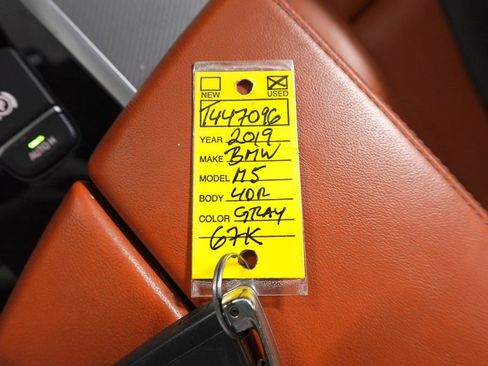 NEW USED
T447096
YEAR 2019
MAKE BMW
MODEL M5
BODY 4DR
COLOR GRAY
67K
AUTO H